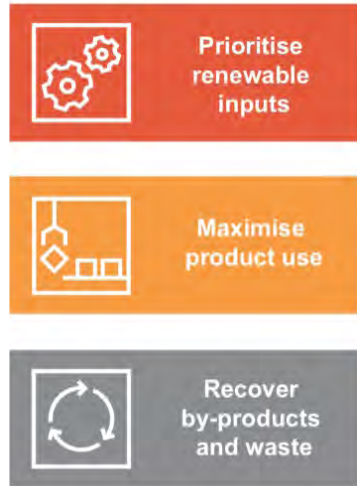 Prioritise
renewable
inputs
Maximise
product use
Recover
by-products
and waste